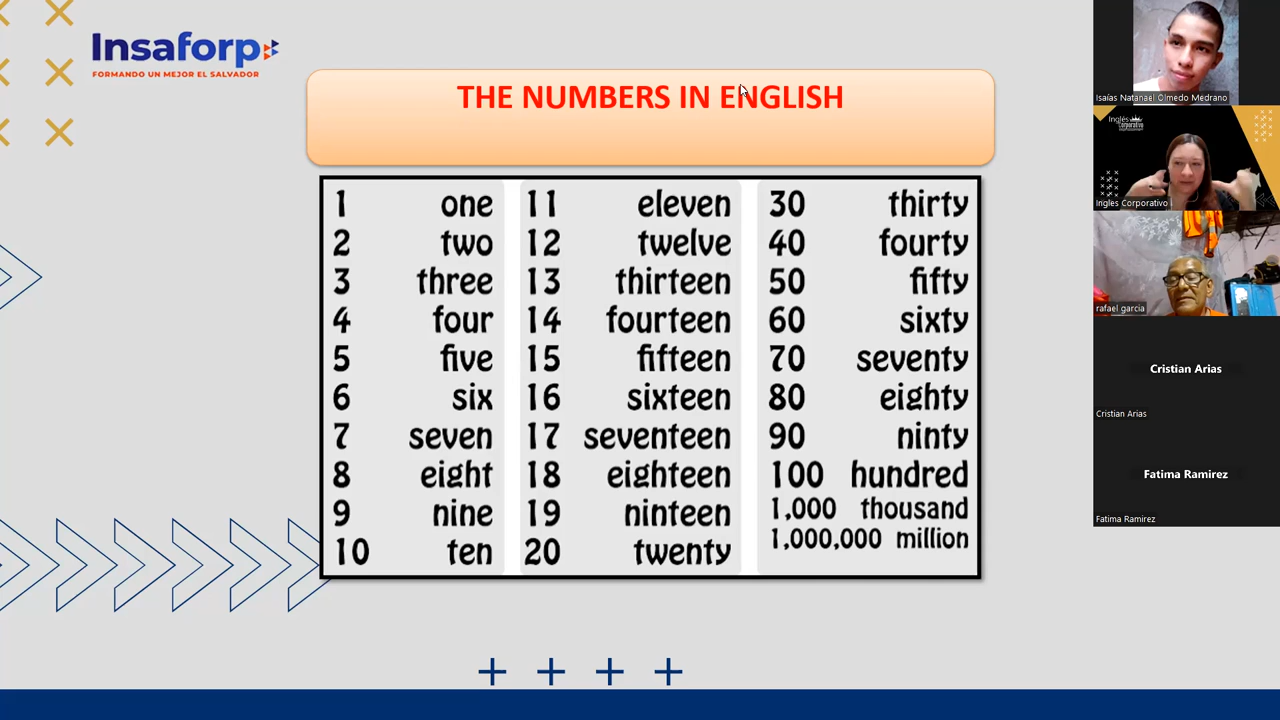 Insaforp
FORMANDO UN MEJOR EL SALVADOR
THE NUMBERS IN ENGLISH
1 one
2 two
3 three
4 four
5 five
6 six
7 seven
8 eight
9 nine
10 ten
11 eleven
12 twelve
13 thirteen
14 fourteen
15 fifteen
16 sixteen
17 seventeen
18 eighteen
19 ninteen
20 twenty
30 thirty
40 fourty
50 fifty
60 sixty
70 seventy
80 eighty
90 ninty
100 hundred
1,000 thousand
1,000,000 million
Isaías Natanael Olmedo Medrano
Inglés
Corporativo
Ingles Corporativo
rafael garcia
Cristian Arias
Cristian Arias
Fatima Ramirez
Fatima Ramirez